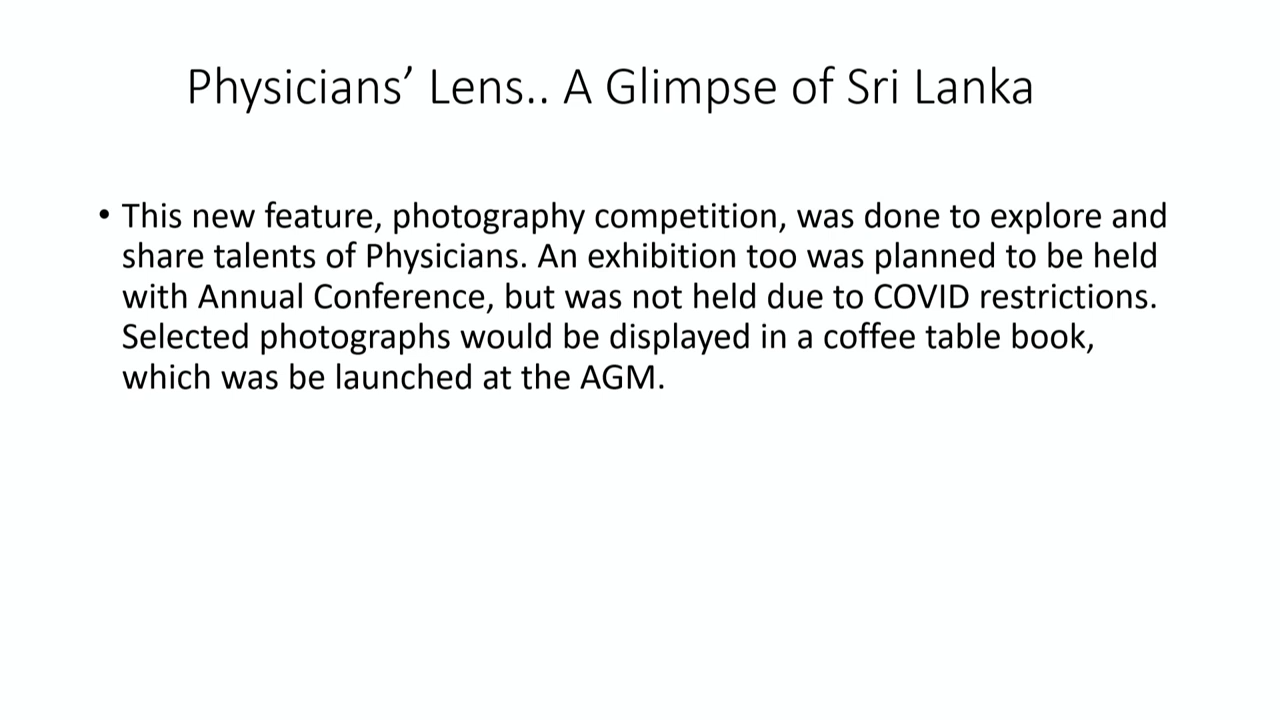 Physicians’ Lens.. A Glimpse of Sri Lanka
• This new feature, photography competition, was done to explore and
share talents of Physicians. An exhibition too was planned to be held
with Annual Conference, but was not held due to COVID restrictions.
Selected photographs would be displayed in a coffee table book,
which was be launched at the AGM.